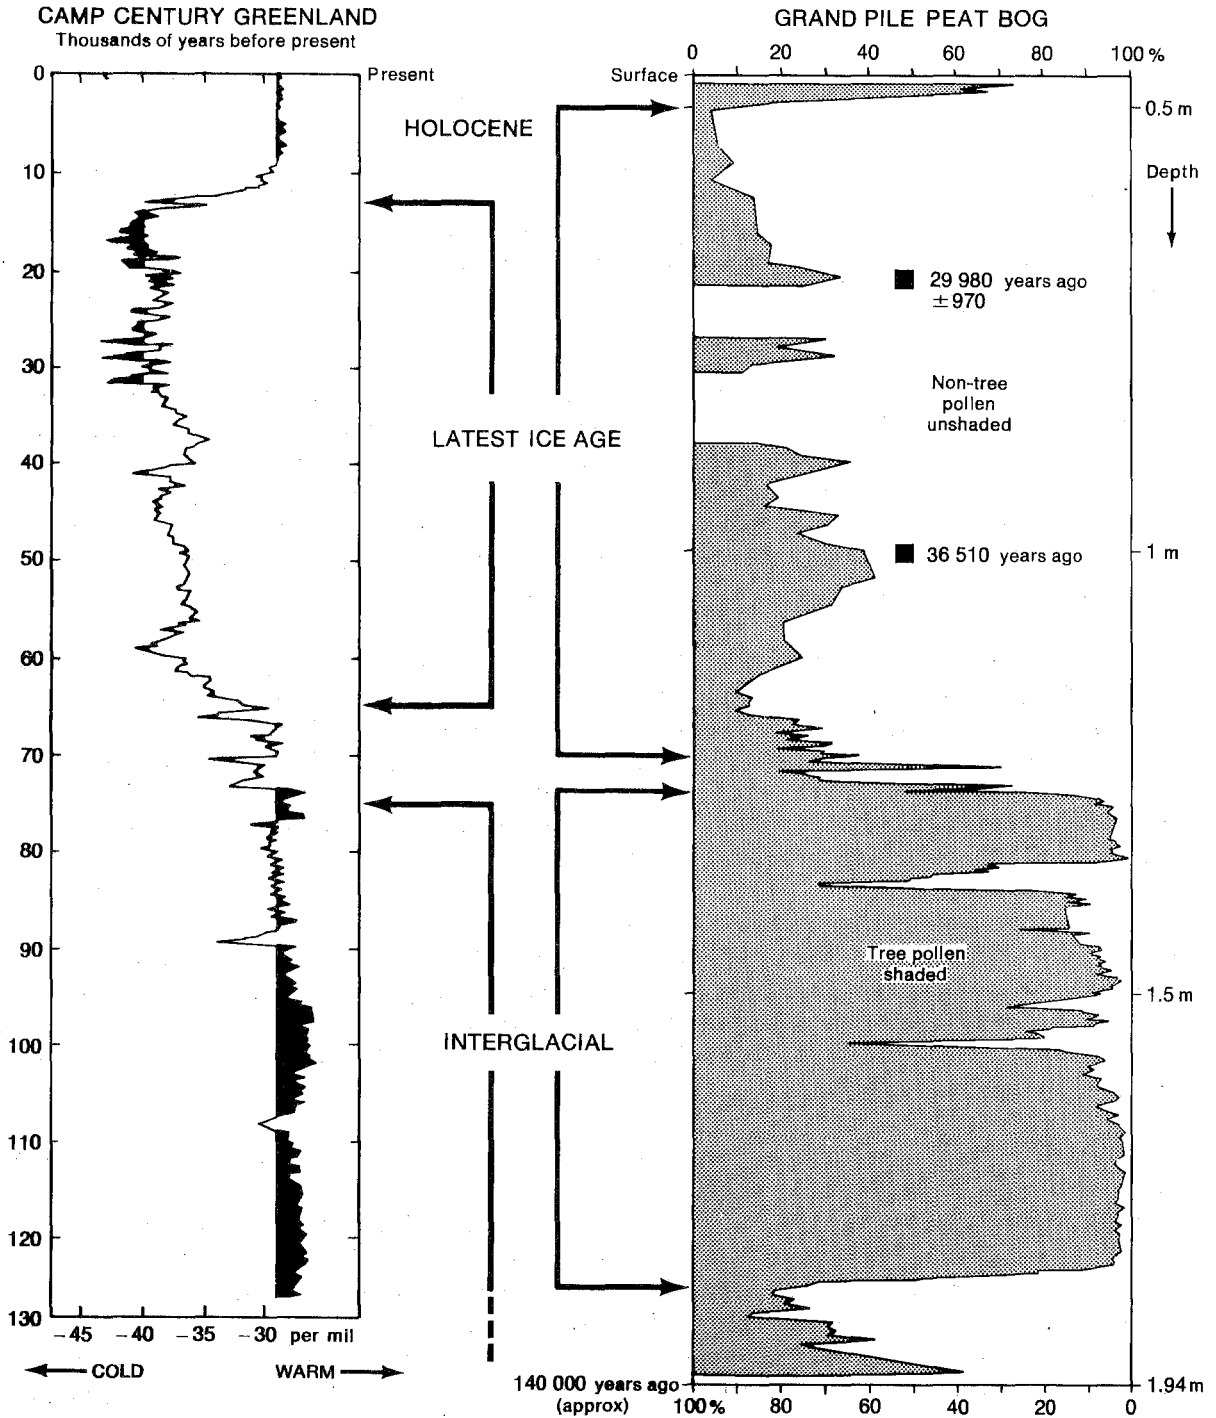 CAMP CENTURY GREENLAND
Thousands of years before present
0
10
20
30
40
50
60
70
80
90
100
110
120
130
-45
-40
-35
-30
per mil
COLD
WARM
Present
HOLOCENE
LATEST ICE AGE
INTERGLACIAL
GRAND PILE PEAT BOG
0
20
40
60
80
100 %
Surface
0.5 m
Depth
29 980 years ago
±970
Non-tree
pollen
unshaded
36 510 years ago
1 m
Tree pollen
shaded
1.5 m
140 000 years ago
(approx)
1.94 m
100 %
80
60
40
20
0